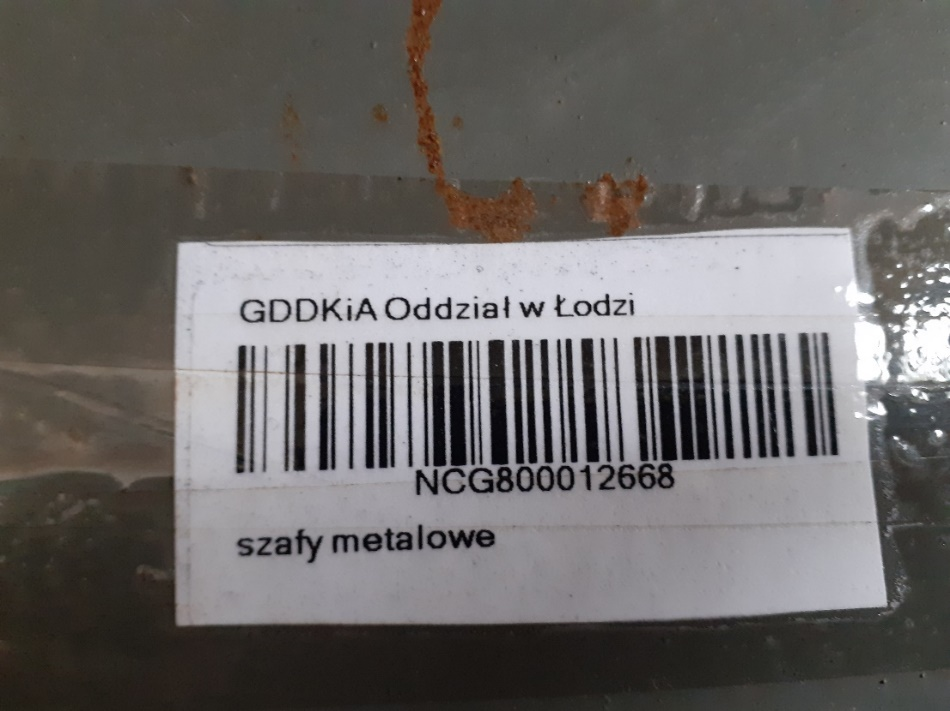 GDDKiA Oddział w Łodzi
NCG800012668
szafy metalowe